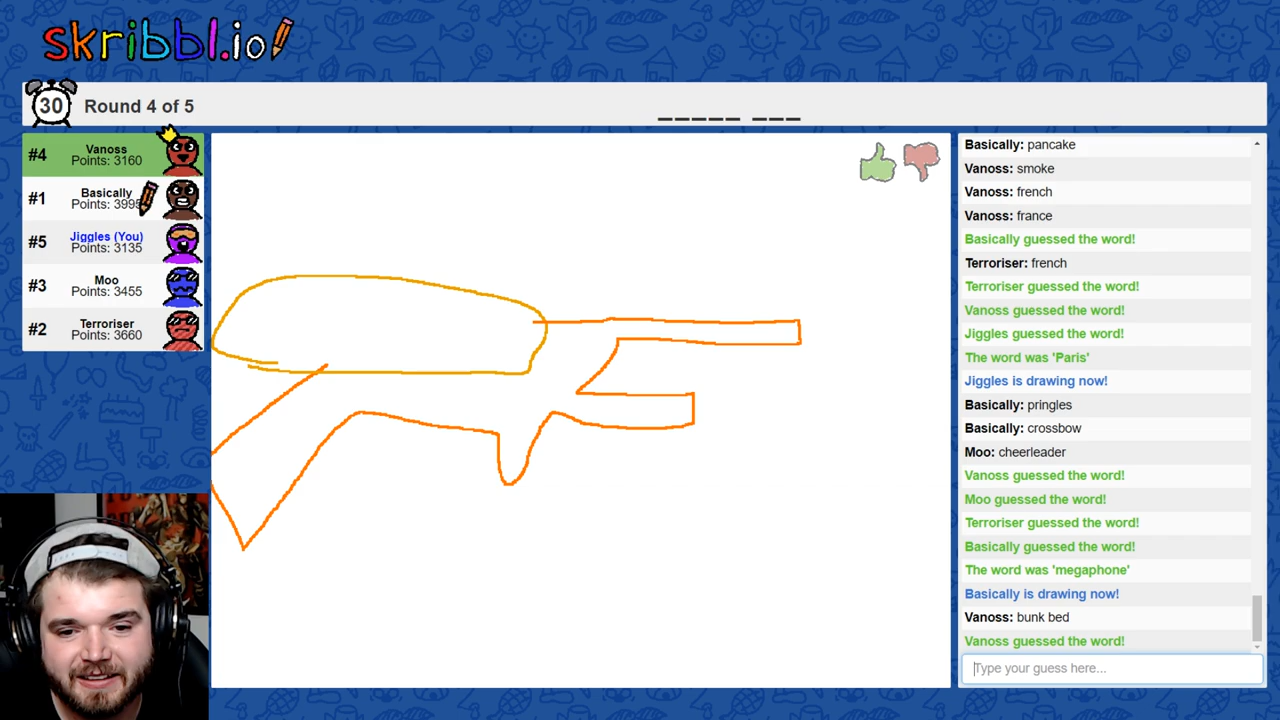 skribbl.io
30
Round 4 of 5
_____ ___
#4 Vanoss
Points: 3160
#1 Basically
Points: 3995
#5 Jiggles (You)
Points: 3135
#3 Moo
Points: 3455
#2 Terroriser
Points: 3660
Basically: pancake
Vanoss: smoke
Vanoss: french
Vanoss: france
Basically guessed the word!
Terroriser: french
Terroriser guessed the word!
Vanoss guessed the word!
Jiggles guessed the word!
The word was 'Paris'
Jiggles is drawing now!
Basically: pringles
Basically: crossbow
Moo: cheerleader
Vanoss guessed the word!
Moo guessed the word!
Terroriser guessed the word!
Basically guessed the word!
The word was 'megaphone'
Basically is drawing now!
Vanoss: bunk bed
Vanoss guessed the word!
Type your guess here...